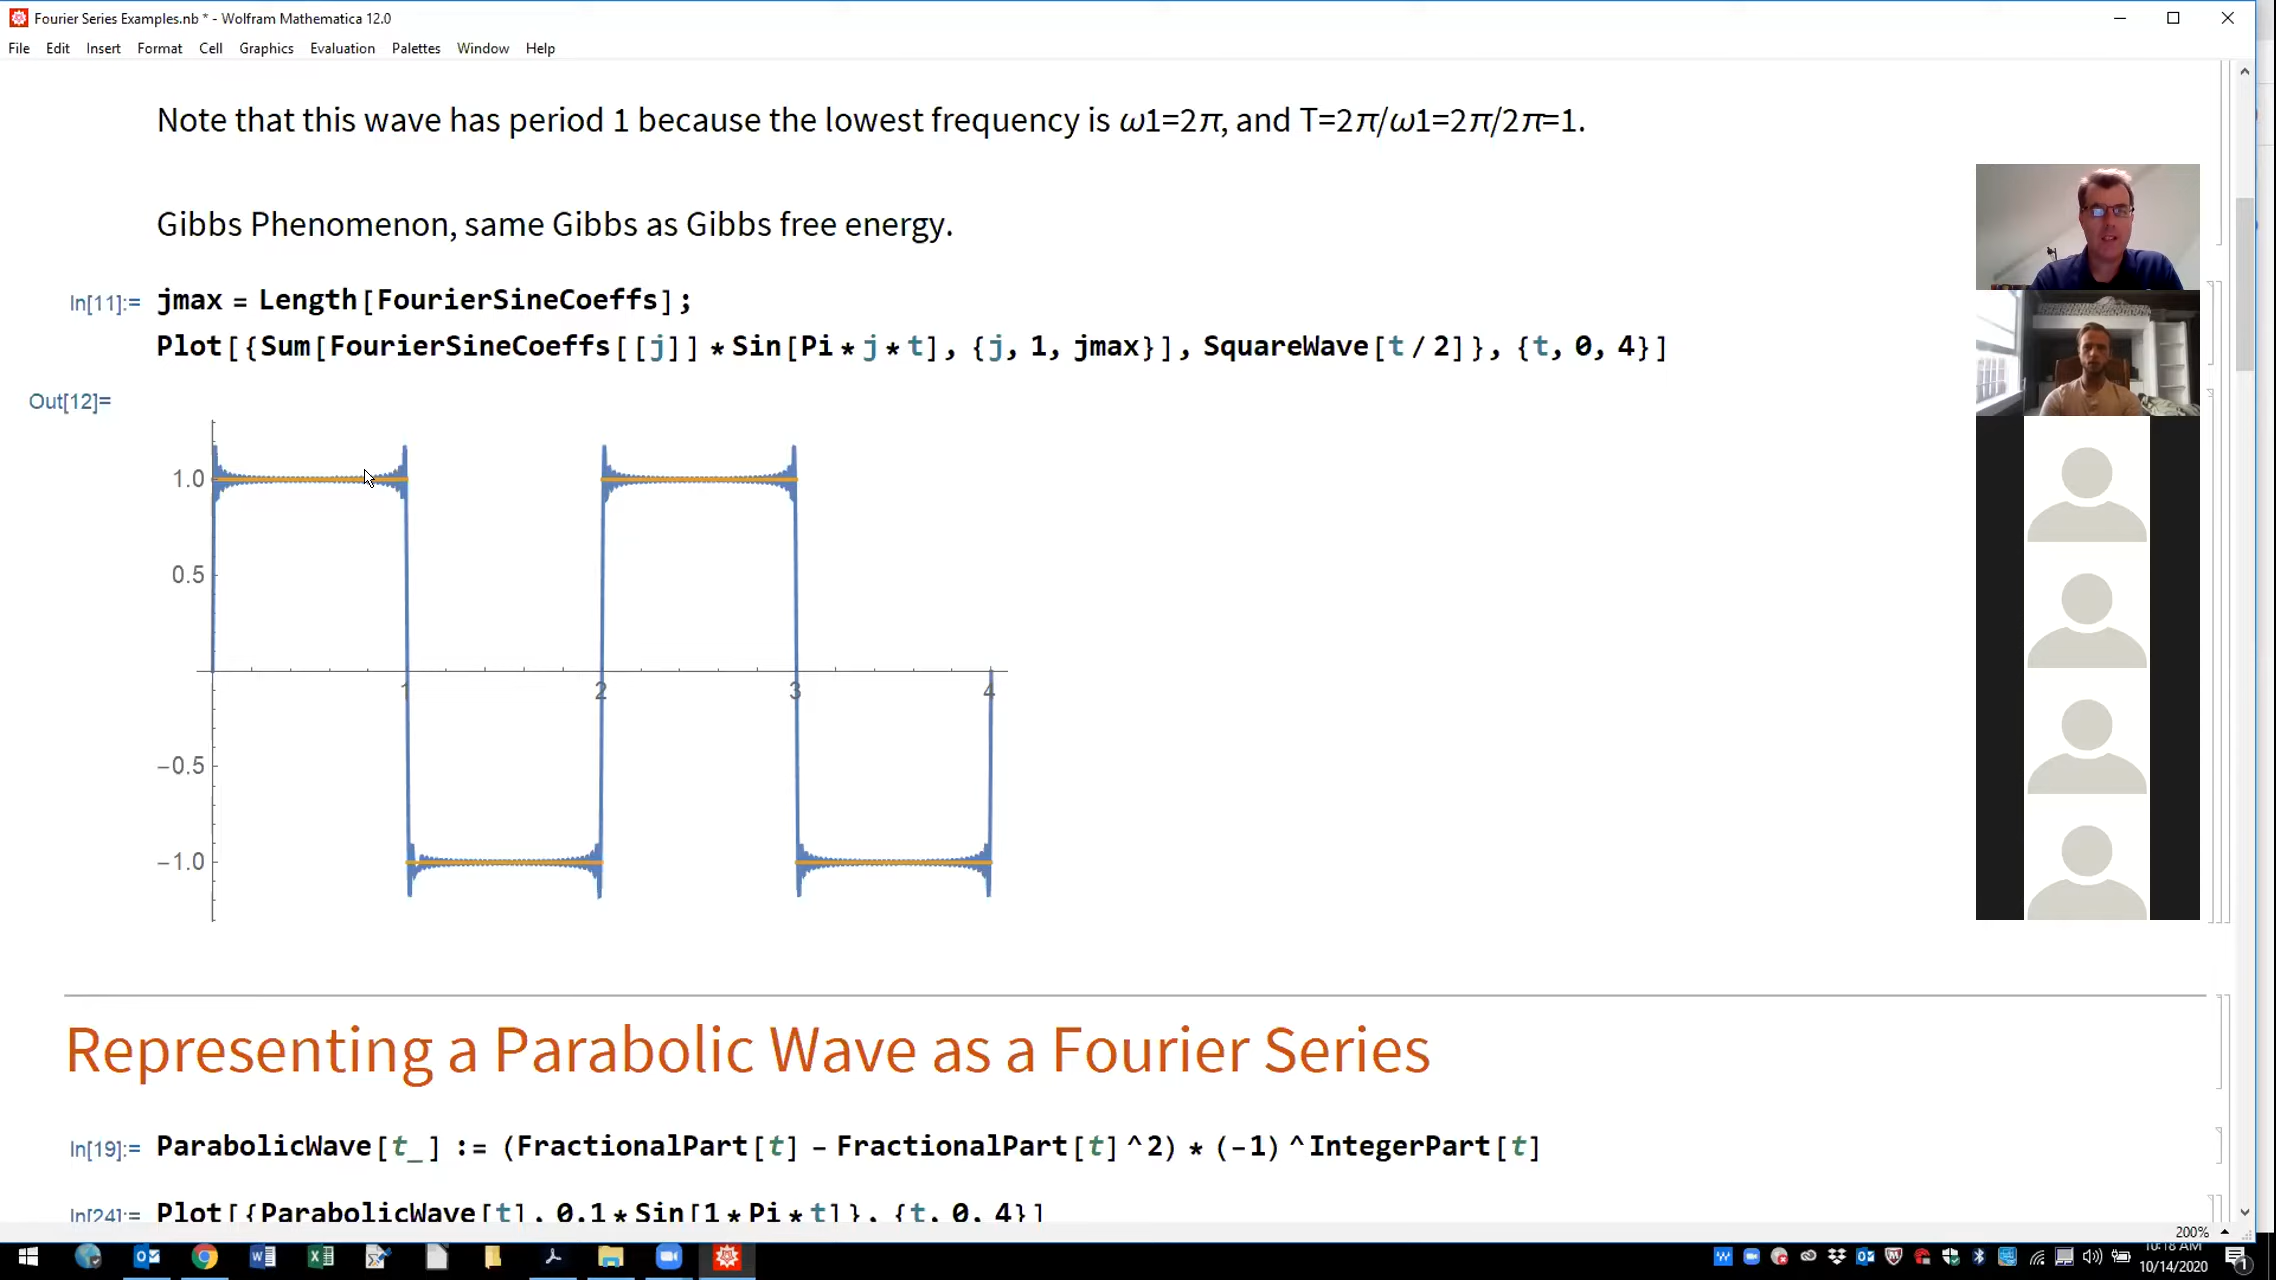 Fourier Series Examples.nb * - Wolfram Mathematica 12.0
File Edit Insert Format Cell Graphics Evaluation Palettes Window Help
Note that this wave has period 1 because the lowest frequency is ω1=2π, and T=2π/ω1=2π/2π=1.
Gibbs Phenomenon, same Gibbs as Gibbs free energy.
In[11]:= jmax = Length[FourierSineCoeffs];
Plot[{Sum[FourierSineCoeffs[[j]] * Sin[Pi * j * t], {j, 1, jmax}], SquareWave[t / 2]}, {t, 0, 4}]
Out[12]=
1.0
0.5
1 2 3 4
-0.5
-1.0
Representing a Parabolic Wave as a Fourier Series
In[19]:= ParabolicWave[t_] := (FractionalPart[t] - FractionalPart[t]^2) * (-1)^IntegerPart[t]
In[24]:= Plot[{ParabolicWave[t], 0.1 * Sin[1 * Pi * t]}, {t, 0, 4}]
200%
10:18 AM
10/14/2020